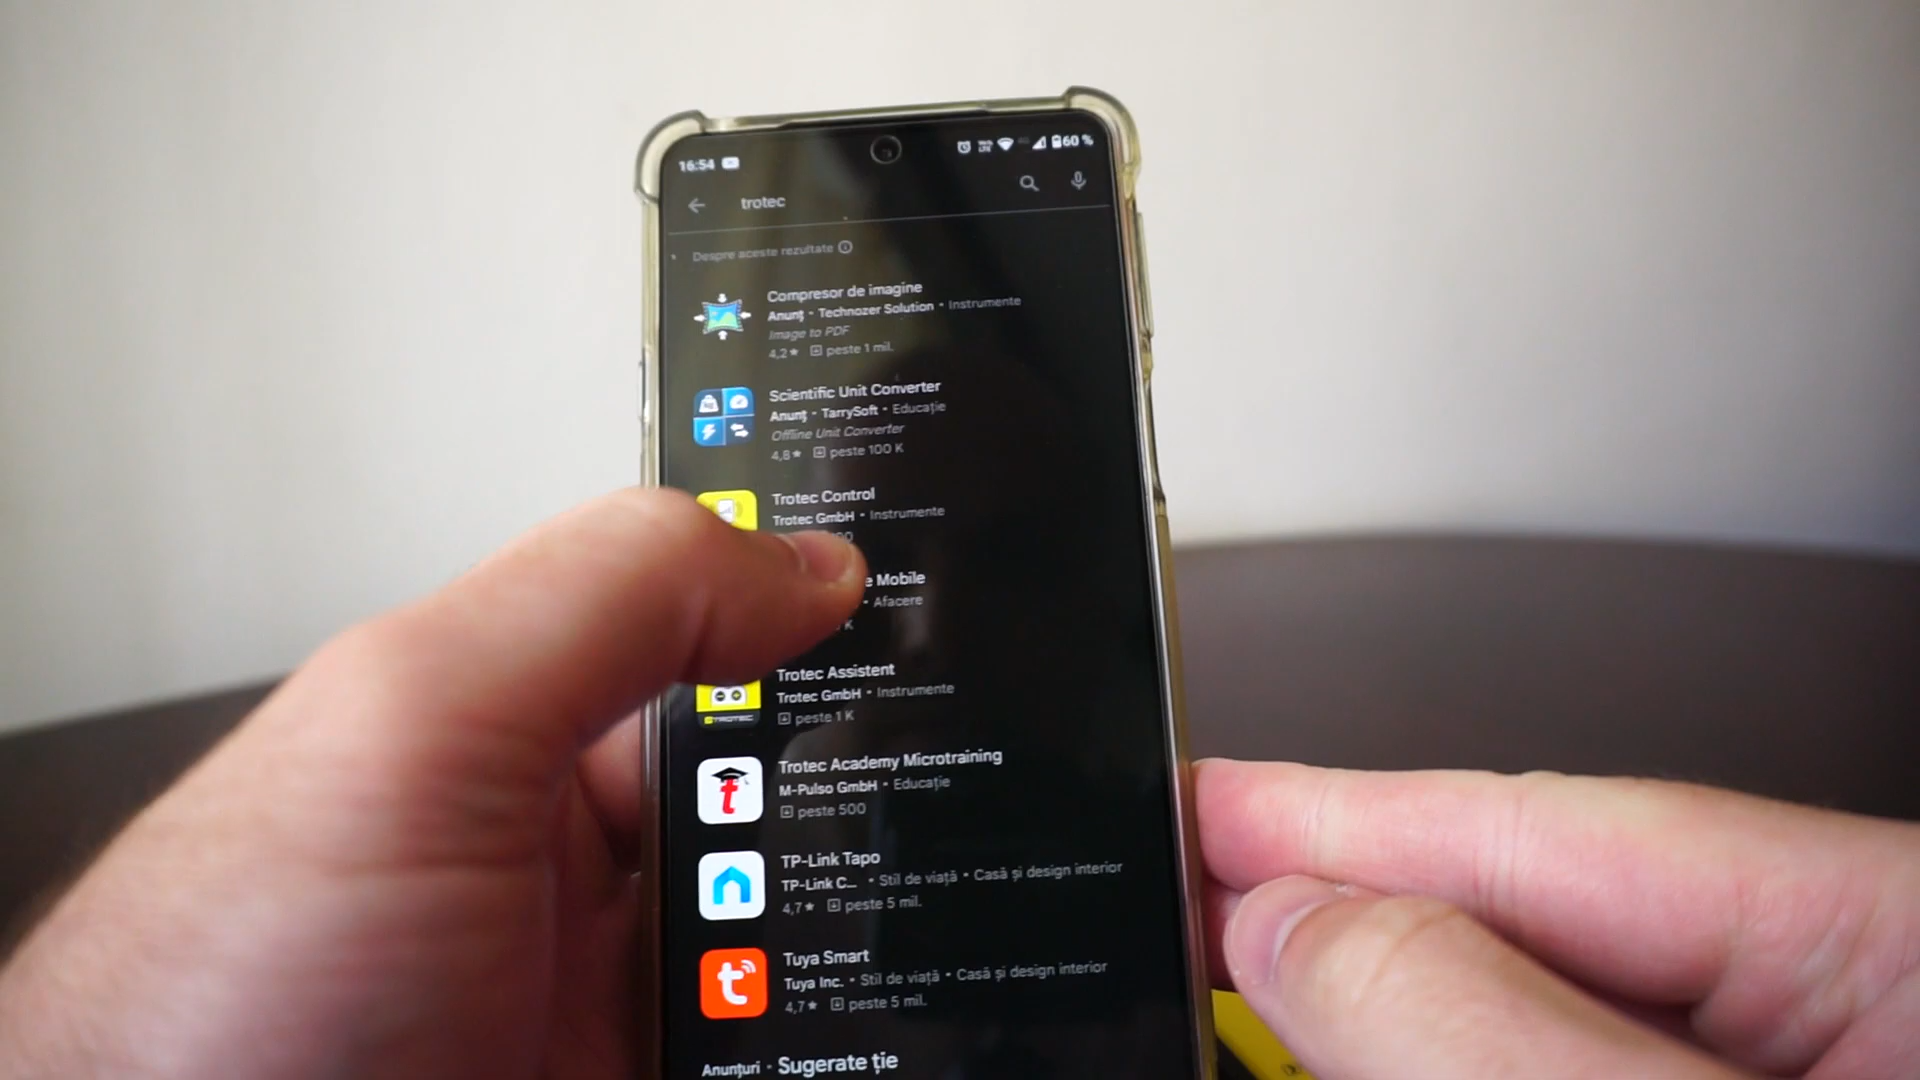 16:54
60 %
trotec
Despre aceste rezultate
Compresor de imagine
Anunț • Technozer Solution • Instrumente
Image to PDF
4,2★ peste 1 mil.
Scientific Unit Converter
Anunț • TarrySoft • Educație
Offline Unit Converter
4,8★ peste 100 K
Trotec Control
Trotec GmbH • Instrumente
Mobile
• Afacere
K
Trotec Assistent
Trotec GmbH • Instrumente
TROTEC
peste 1 K
Trotec Academy Microtraining
M-Pulso GmbH • Educație
peste 500
TP-Link Tapo
TP-Link C... • Stil de viață • Casă și design interior
4,7★ peste 5 mil.
Tuya Smart
Tuya Inc. • Stil de viață • Casă și design interior
4,7★ peste 5 mil.
Anunțuri • Sugerate ție